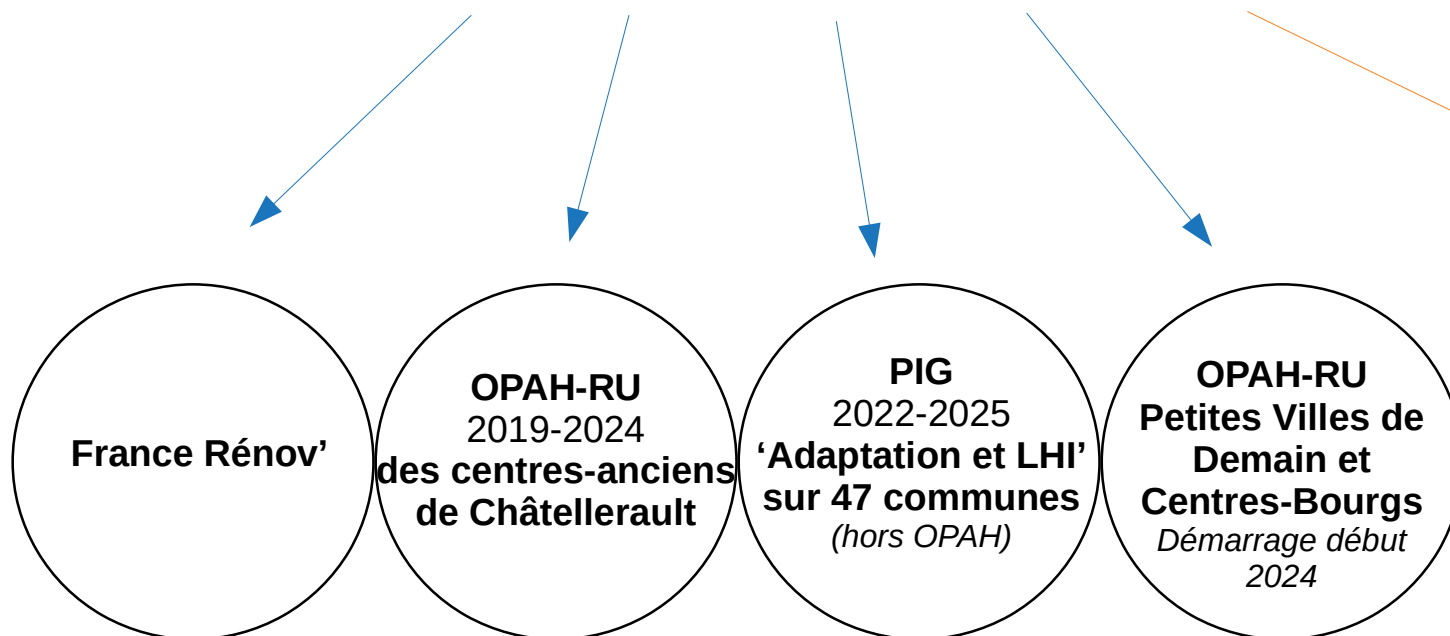 France Rénov’
OPAH-RU
2019-2024
des centres-anciens
de Châtellerault
PIG
2022-2025
‘Adaptation et LHI’
sur 47 communes
(hors OPAH)
OPAH-RU
Petites Villes de
Demain et
Centres-Bourgs
Démarrage début
2024